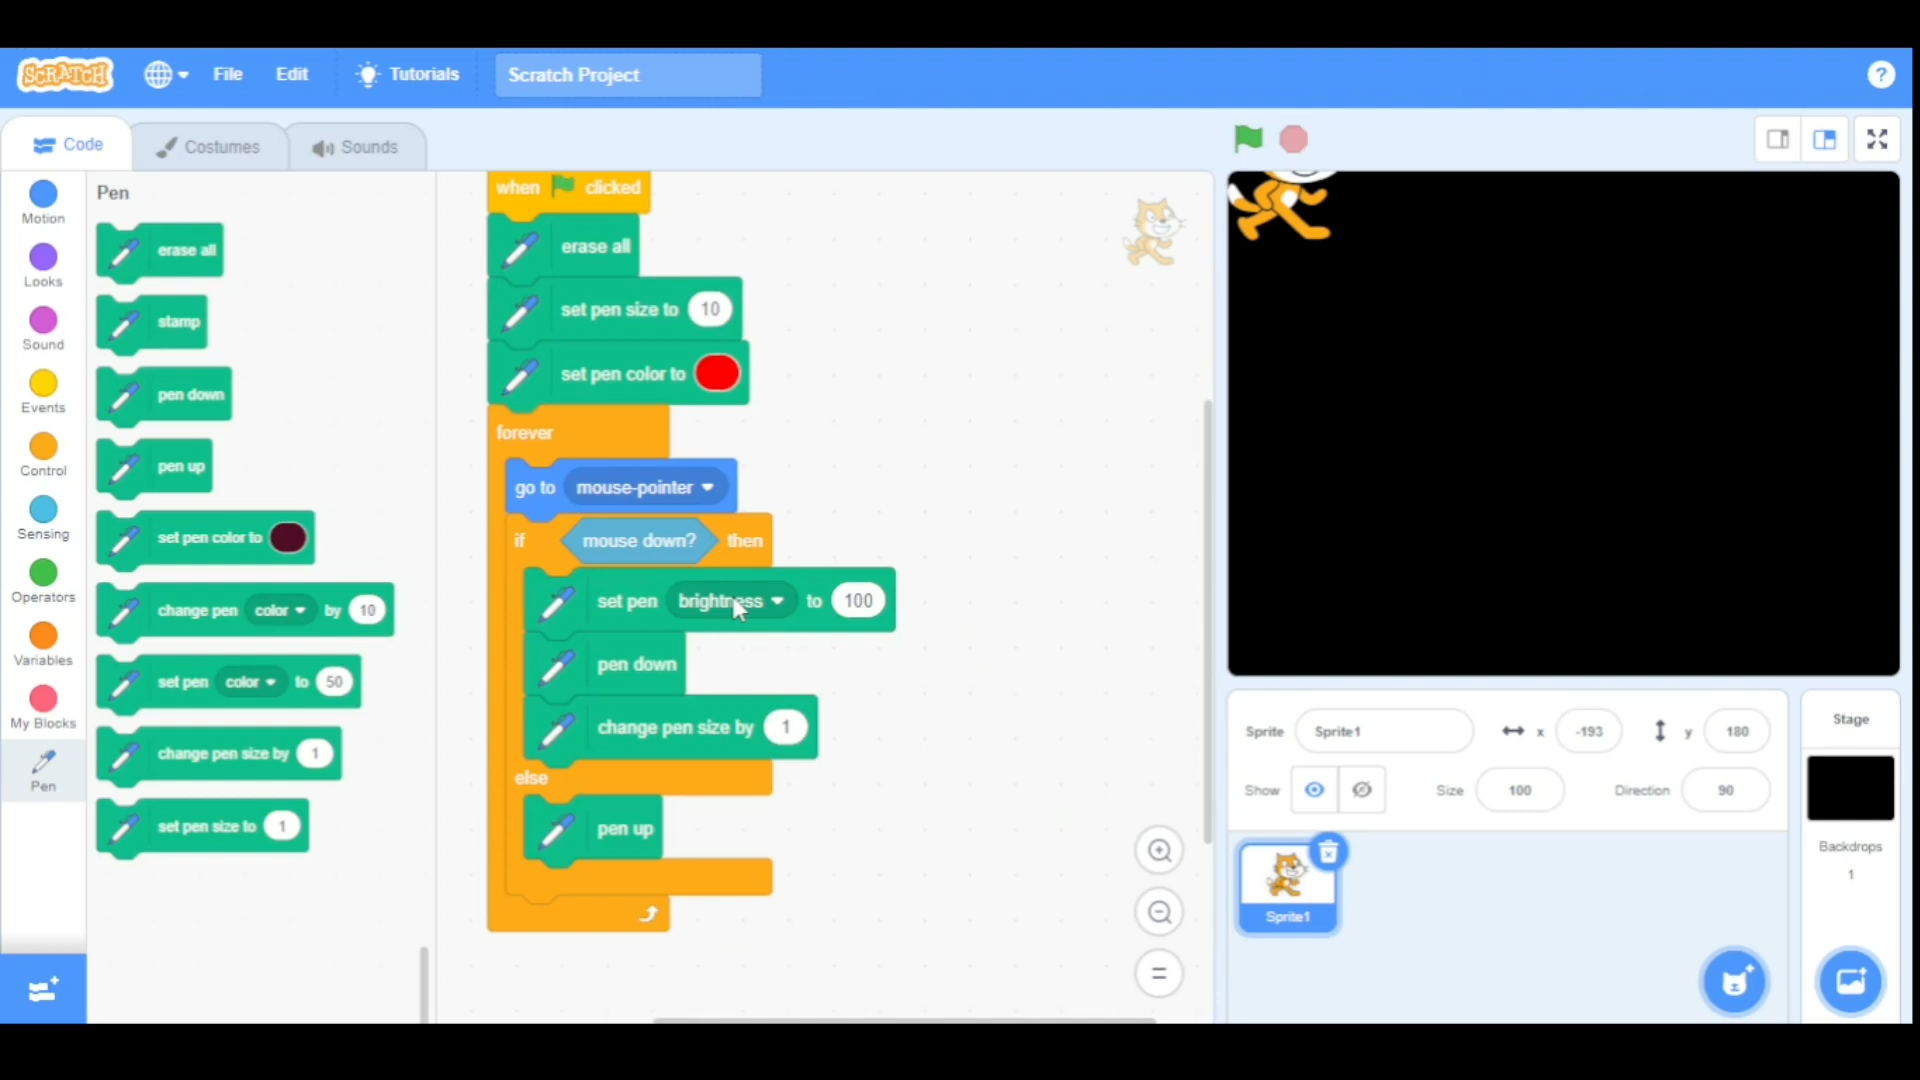 SCRATCH File Edit Tutorials Scratch Project ?
Code Costumes Sounds
Motion
Looks
Sound
Events
Control
Sensing
Operators
Variables
My Blocks
Pen
Pen
erase all
stamp
pen down
pen up
set pen color to
change pen color by 10
set pen color to 50
change pen size by 1
set pen size to 1
when clicked
erase all
set pen size to 10
set pen color to
forever
go to mouse-pointer
if mouse down? then
set pen brightness to 100
pen down
change pen size by 1
else
pen up
Sprite Sprite1 x -193 y 180
Show Size 100 Direction 90
Sprite1
Stage
Backdrops
1